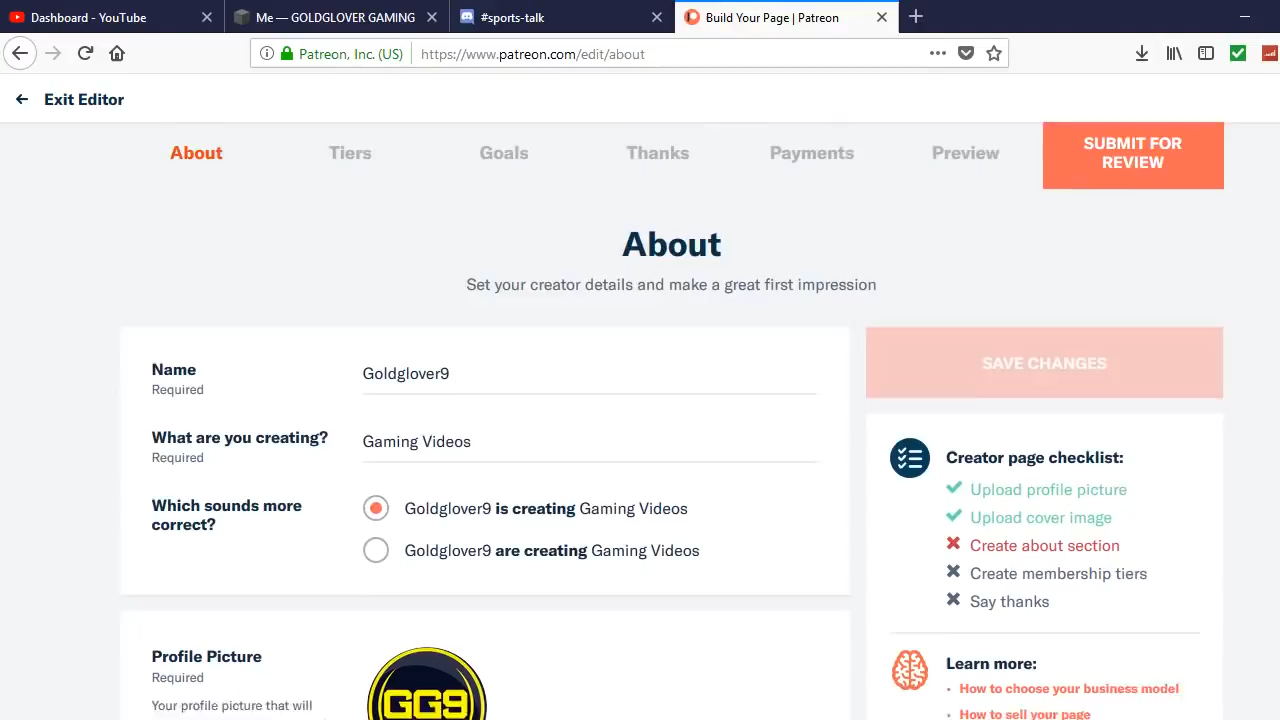 Dashboard - YouTube
Me — GOLDGLOVER GAMING
#sports-talk
Build Your Page | Patreon
Patreon, Inc. (US)
https://www.patreon.com/edit/about
Exit Editor
About
Tiers
Goals
Thanks
Payments
Preview
SUBMIT FOR
REVIEW
About
Set your creator details and make a great first impression
Name
Required
Goldglover9
SAVE CHANGES
What are you creating?
Required
Gaming Videos
Which sounds more
correct?
Goldglover9 is creating Gaming Videos
Goldglover9 are creating Gaming Videos
Creator page checklist:
Upload profile picture
Upload cover image
Create about section
Create membership tiers
Say thanks
Profile Picture
Required
Your profile picture that will
GG9
Learn more:
How to choose your business model
How to sell your page